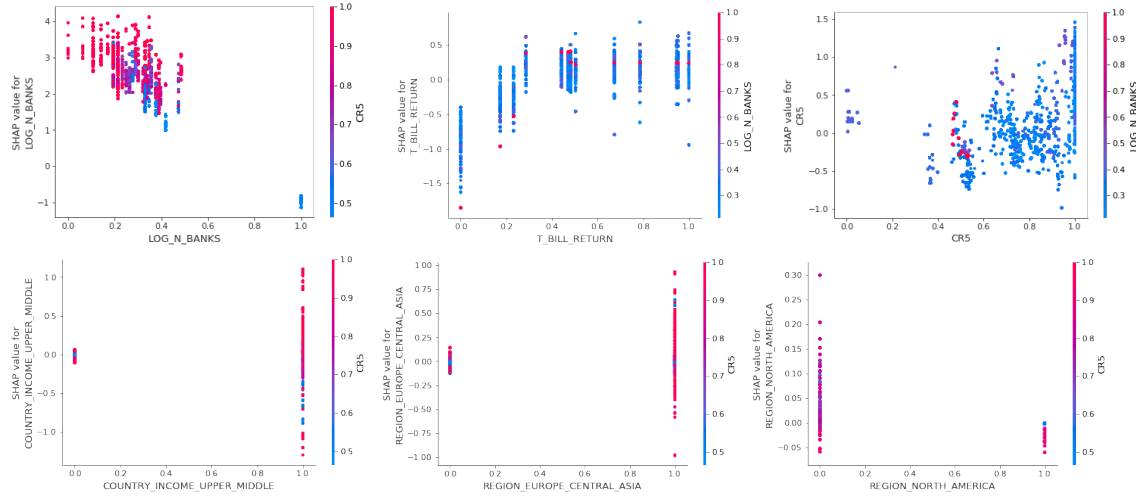 SHAP value for
LOG_N_BANKS
4
3
2
1
0
−1
0.0 0.2 0.4 0.6 0.8 1.0
LOG_N_BANKS
1.0
0.9
0.8
0.7
0.6
0.5
CR5
SHAP value for
T_BILL_RETURN
0.5
0.0
−0.5
−1.0
−1.5
0.0 0.2 0.4 0.6 0.8 1.0
T_BILL_RETURN
1.0
0.9
0.8
0.7
0.6
0.5
0.4
0.3
LOG_N_BANKS
SHAP value for
CR5
1.5
1.0
0.5
0.0
−0.5
−1.0
0.0 0.2 0.4 0.6 0.8 1.0
CR5
1.0
0.9
0.8
0.7
0.6
0.5
0.4
0.3
LOG_N_BANKS
SHAP value for
COUNTRY_INCOME_UPPER_MIDDLE
1.0
0.5
0.0
−0.5
−1.0
0.0 0.2 0.4 0.6 0.8 1.0
COUNTRY_INCOME_UPPER_MIDDLE
1.0
0.9
0.8
0.7
0.6
0.5
CR5
SHAP value for
REGION_EUROPE_CENTRAL_ASIA
1.00
0.75
0.50
0.25
0.00
−0.25
−0.50
−0.75
−1.00
0.0 0.2 0.4 0.6 0.8 1.0
REGION_EUROPE_CENTRAL_ASIA
1.0
0.9
0.8
0.7
0.6
0.5
CR5
SHAP value for
REGION_NORTH_AMERICA
0.30
0.25
0.20
0.15
0.10
0.05
0.00
−0.05
0.0 0.2 0.4 0.6 0.8 1.0
REGION_NORTH_AMERICA
1.0
0.9
0.8
0.7
0.6
0.5
CR5